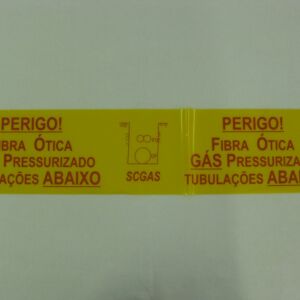 PERIGO!
FIBRA ÓTICA
PRESSURIZADO
AÇÕES ABAIXO
SCGAS
PERIGO!
FIBRA ÓTICA
GÁS PRESSURIZA
TUBULAÇÕES ABA